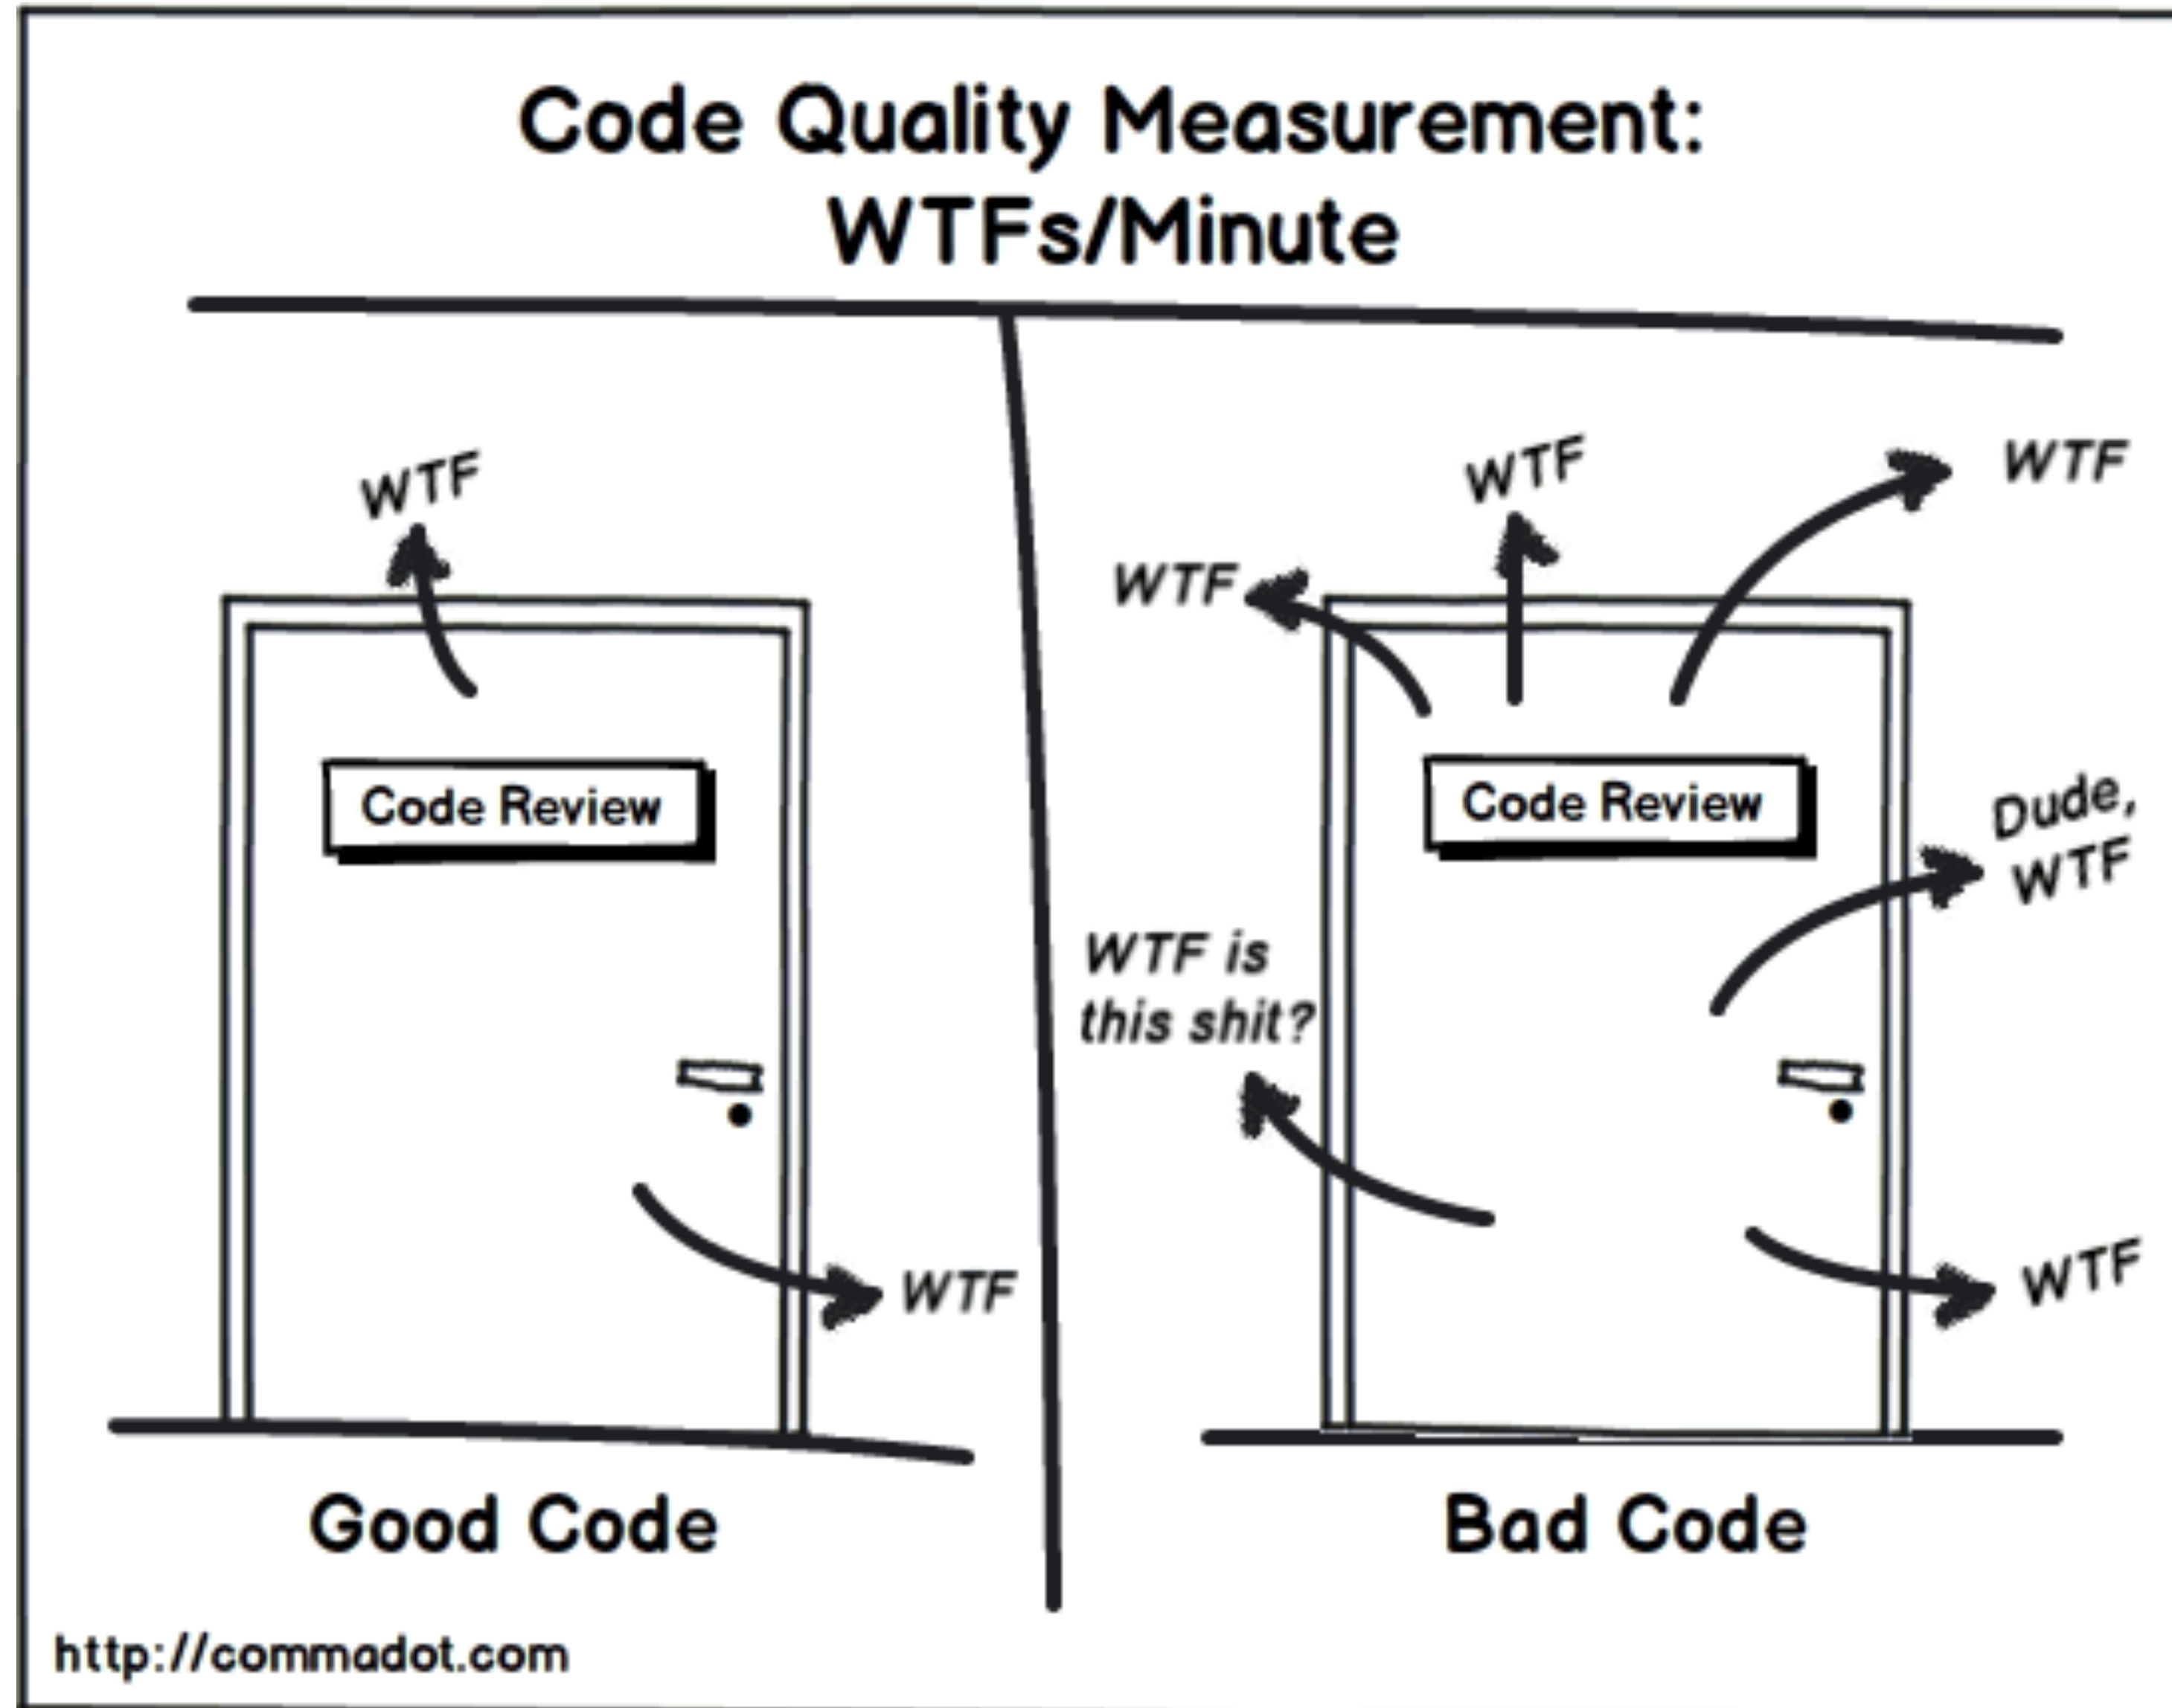 Code Quality Measurement:
WTFs/Minute
WTF
Code Review
WTF
Good Code
WTF
WTF
WTF
Code Review
Dude,
WTF
WTF is
this shit?
WTF
Bad Code
http://commadot.com